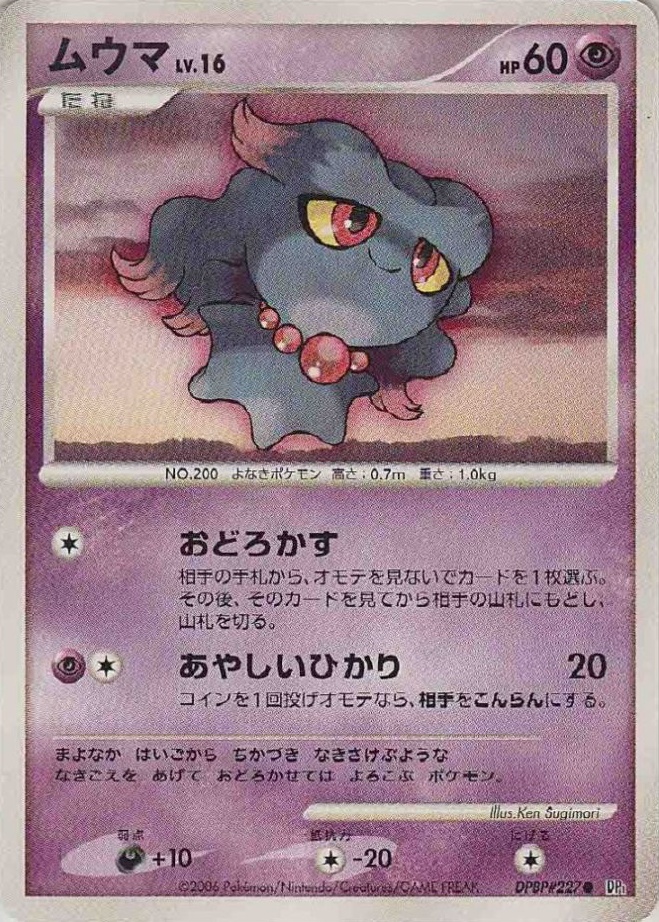 ムウマ LV.16 HP60
たね
NO.200 よなきポケモン 高さ:0.7m 重さ:1.0kg
おどろかす
相手の手札から、オモテを見ないでカードを1枚選ぶ。
その後、そのカードを見てから相手の山札にもどし、
山札を切る。
あやしいひかり 20
コインを1回投げオモテなら、相手をこんらんにする。
まよなか はいごから ちかづき なきさけぶような
なきごえを あげて おどろかせては よろこぶ ポケモン。
Illus.Ken Sugimori
弱点 抵抗力 にげる
+10 -20
©2006 Pokémon/Nintendo/Creatures/GAME FREAK DPBP#227 DP1